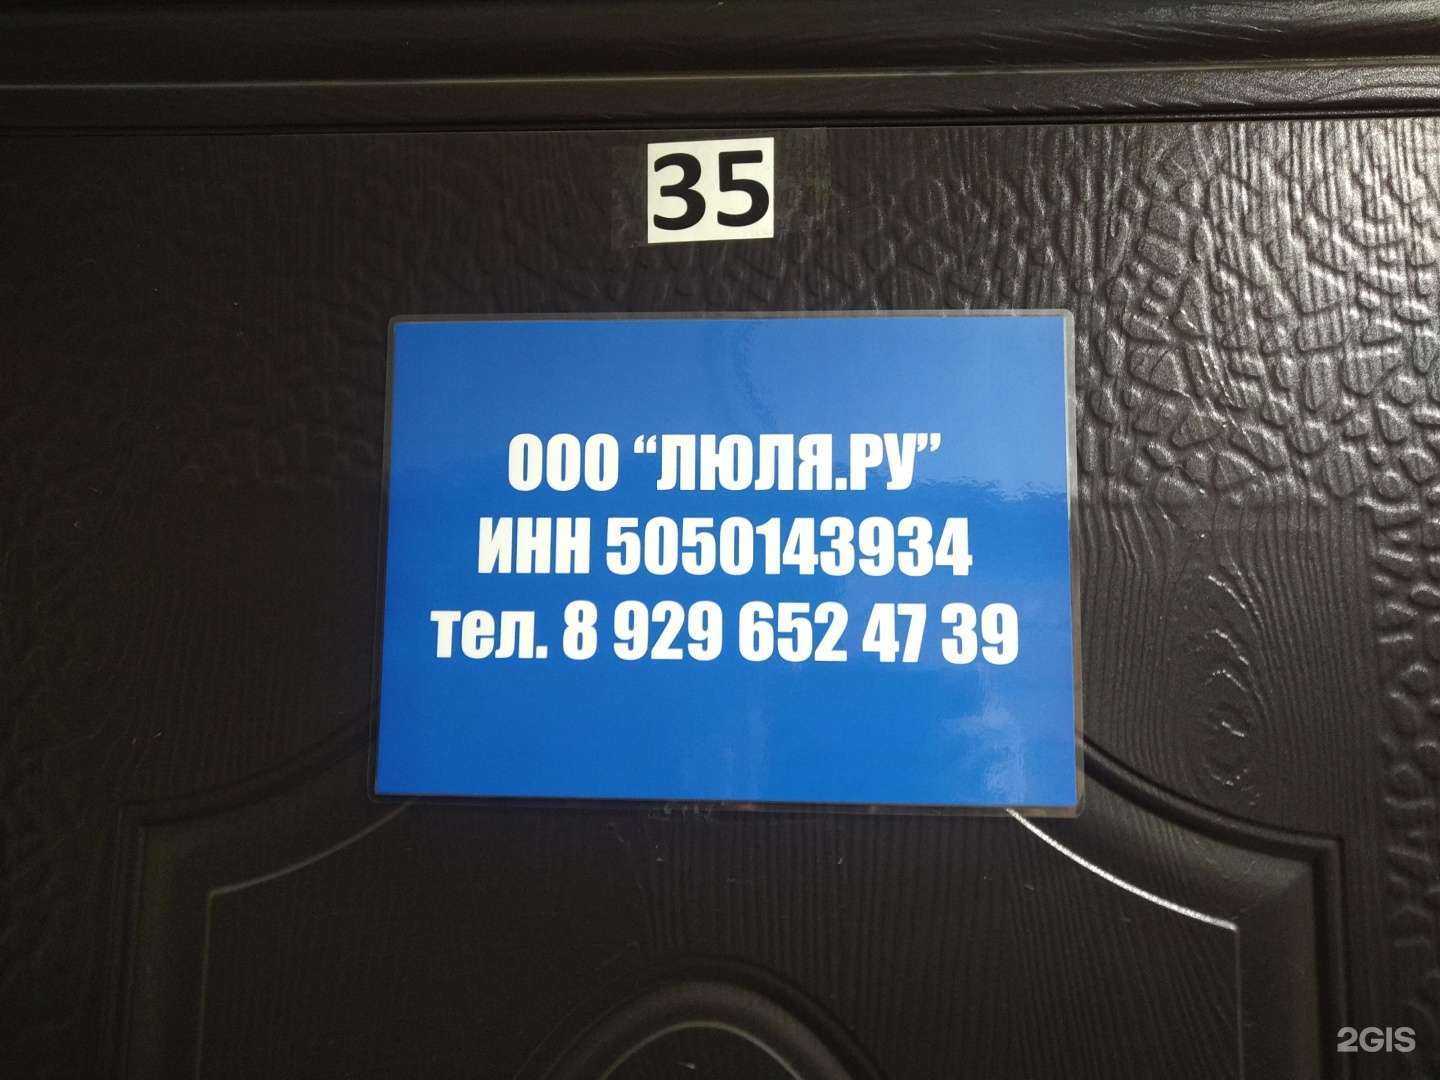 35
ООО “ЛЮЛЯ.РУ”
ИНН 5050143934
тел. 8 929 652 47 39
2GIS